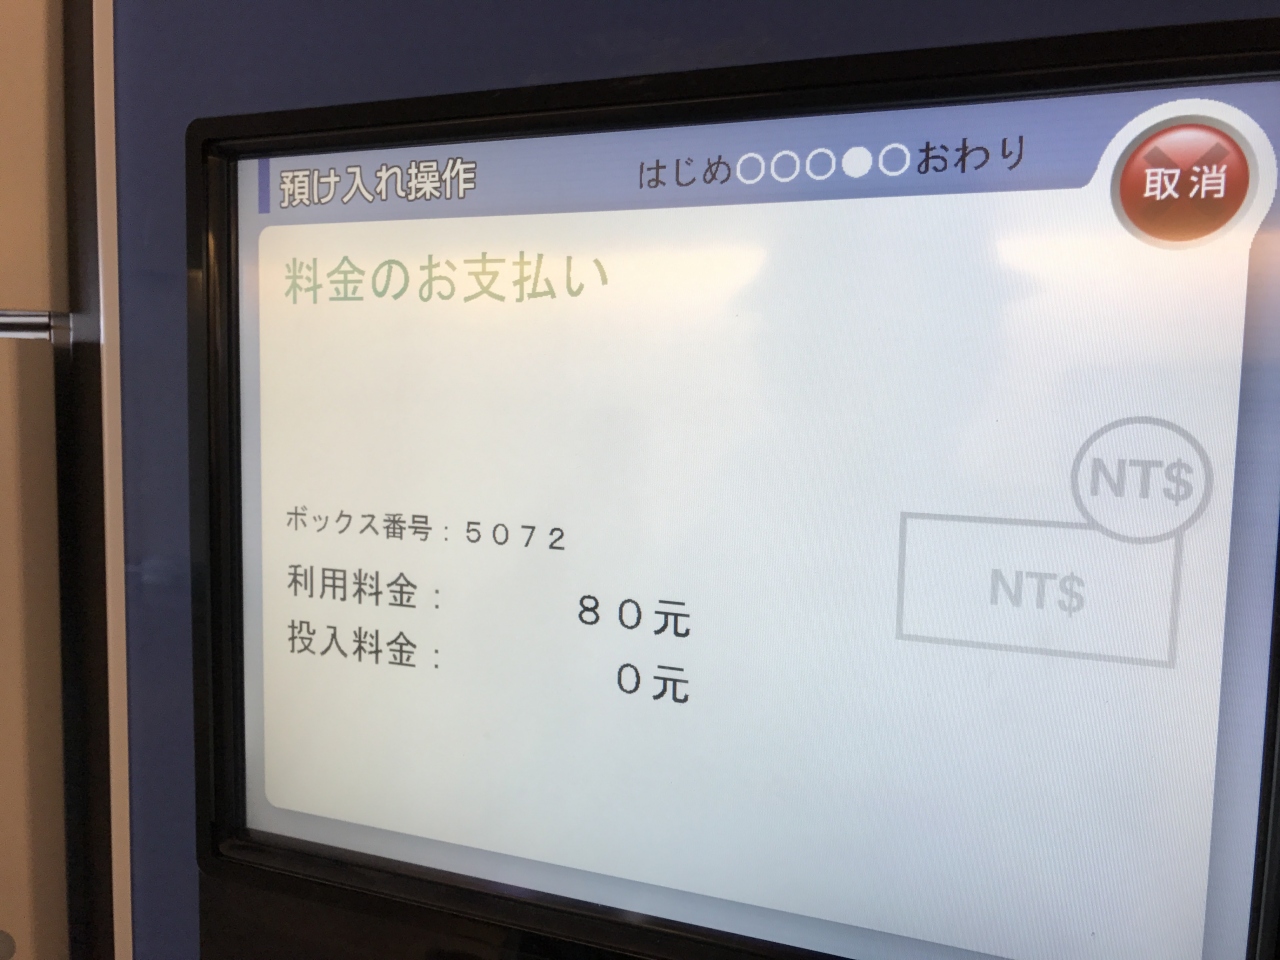 預け入れ操作
はじめ○○○●○おわり
取消
料金のお支払い
NT$
NT$
ボックス番号：５０７２
利用料金： ８０元
投入料金： ０元